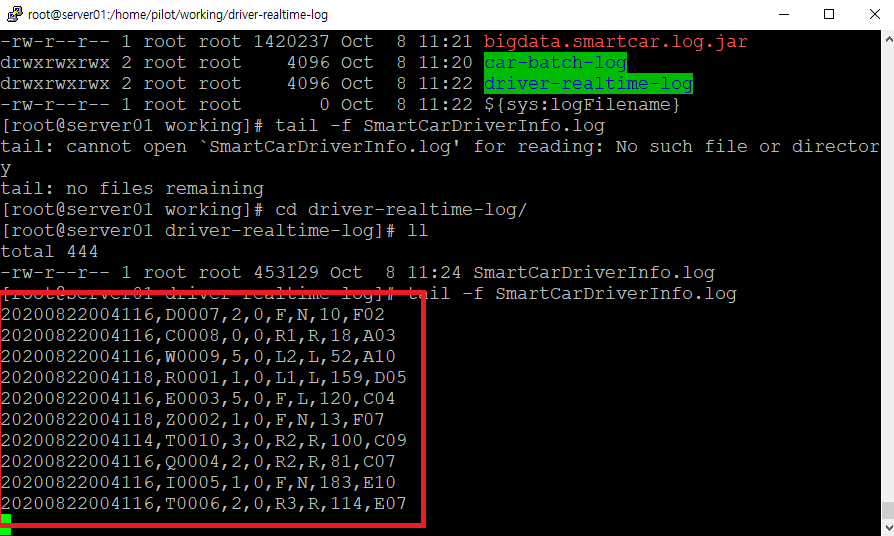 root@server01:/home/pilot/working/driver-realtime-log
-rw-r--r-- 1 root root 1420237 Oct  8 11:21 bigdata.smartcar.log.jar
drwxrwxrwx 2 root root    4096 Oct  8 11:20 car-batch-log
drwxrwxrwx 2 root root    4096 Oct  8 11:22 driver-realtime-log
-rw-r--r-- 1 root root       0 Oct  8 11:22 ${sys:logFilename}
[root@server01 working]# tail -f SmartCarDriverInfo.log
tail: cannot open `SmartCarDriverInfo.log' for reading: No such file or director
y
tail: no files remaining
[root@server01 working]# cd driver-realtime-log/
[root@server01 driver-realtime-log]# ll
total 444
-rw-r--r-- 1 root root 453129 Oct  8 11:24 SmartCarDriverInfo.log
[root@server01 driver-realtime-log]# tail -f SmartCarDriverInfo.log
20200822004116,D0007,2,0,F,N,10,F02
20200822004116,C0008,0,0,R1,R,18,A03
20200822004116,W0009,5,0,L2,L,52,A10
20200822004118,R0001,1,0,L1,L,159,D05
20200822004116,E0003,5,0,F,L,120,C04
20200822004118,Z0002,1,0,F,N,13,F07
20200822004114,T0010,3,0,R2,R,100,C09
20200822004116,Q0004,2,0,R2,R,81,C07
20200822004116,I0005,1,0,F,N,183,E10
20200822004116,T0006,2,0,R3,R,114,E07